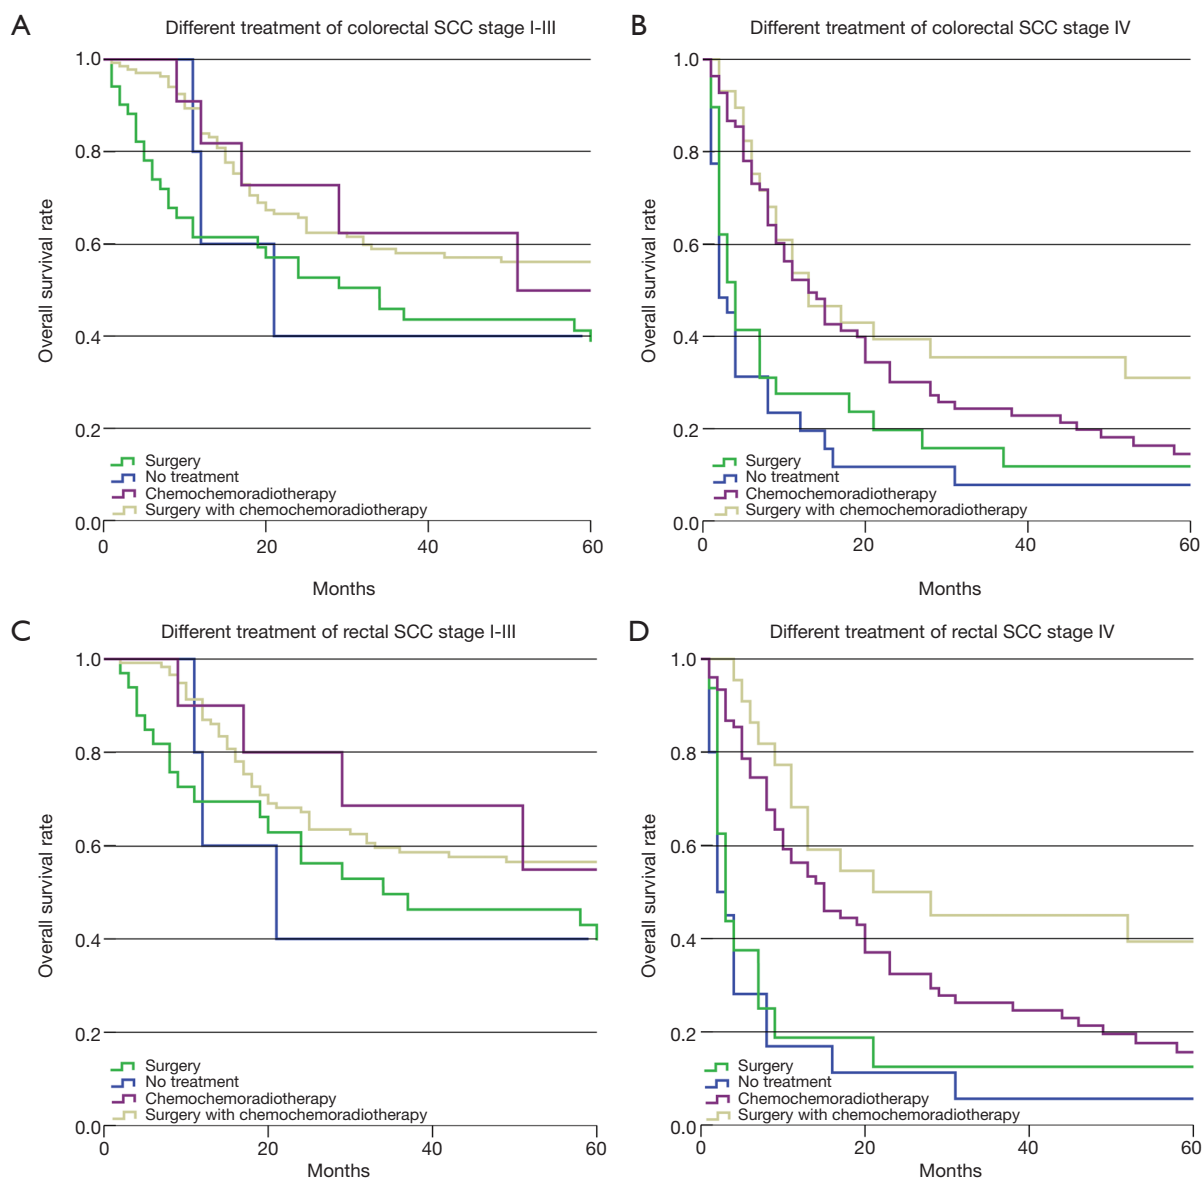 A
Different treatment of colorectal SCC stage I-III
Overall survival rate
1.0
0.8
0.6
0.4
0.2
0.0
Surgery
No treatment
Chemochemoradiotherapy
Surgery with chemochemoradiotherapy
0 20 40 60
Months
B
Different treatment of colorectal SCC stage IV
Overall survival rate
1.0
0.8
0.6
0.4
0.2
0.0
Surgery
No treatment
Chemochemoradiotherapy
Surgery with chemochemoradiotherapy
0 20 40 60
Months
C
Different treatment of rectal SCC stage I-III
Overall survival rate
1.0
0.8
0.6
0.4
0.2
0.0
Surgery
No treatment
Chemochemoradiotherapy
Surgery with chemochemoradiotherapy
0 20 40 60
Months
D
Different treatment of rectal SCC stage IV
Overall survival rate
1.0
0.8
0.6
0.4
0.2
0.0
Surgery
No treatment
Chemochemoradiotherapy
Surgery with chemochemoradiotherapy
0 20 40 60
Months